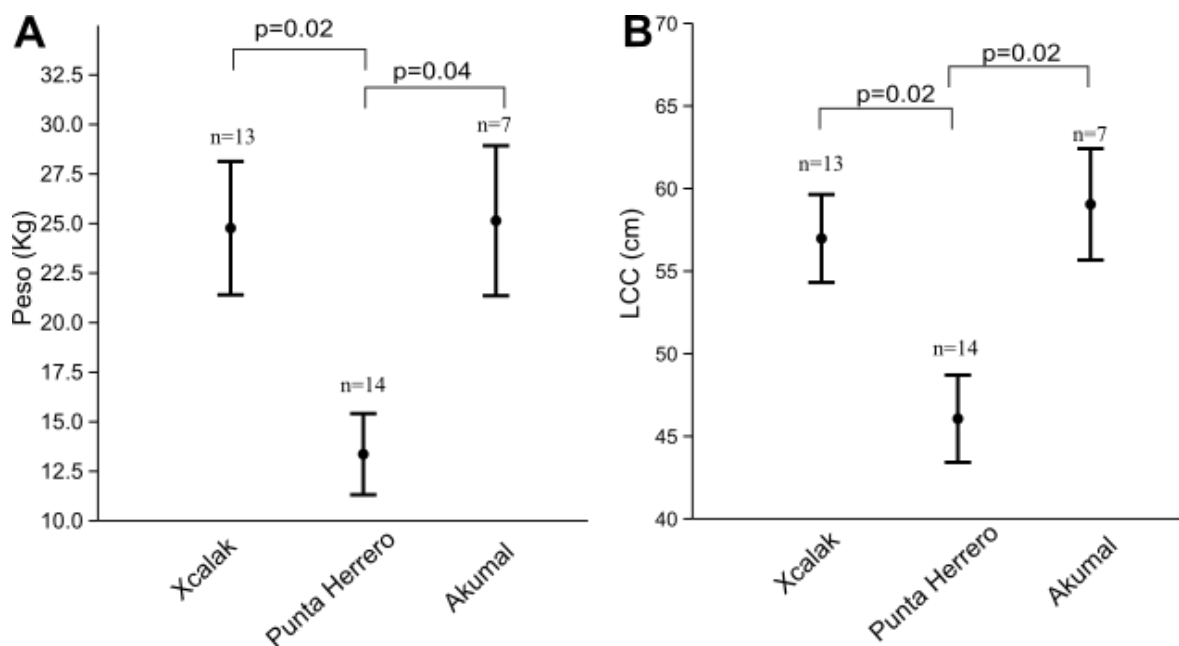 A
p=0.02
p=0.04
n=13
n=7
n=14
Peso (Kg)
32.5
30.0
27.5
25.0
22.5
20.0
17.5
15.0
12.5
10.0
Xcalak
Punta Herrero
Akumal
B
p=0.02
p=0.02
n=13
n=7
n=14
LCC (cm)
70
65
60
55
50
45
40
Xcalak
Punta Herrero
Akumal